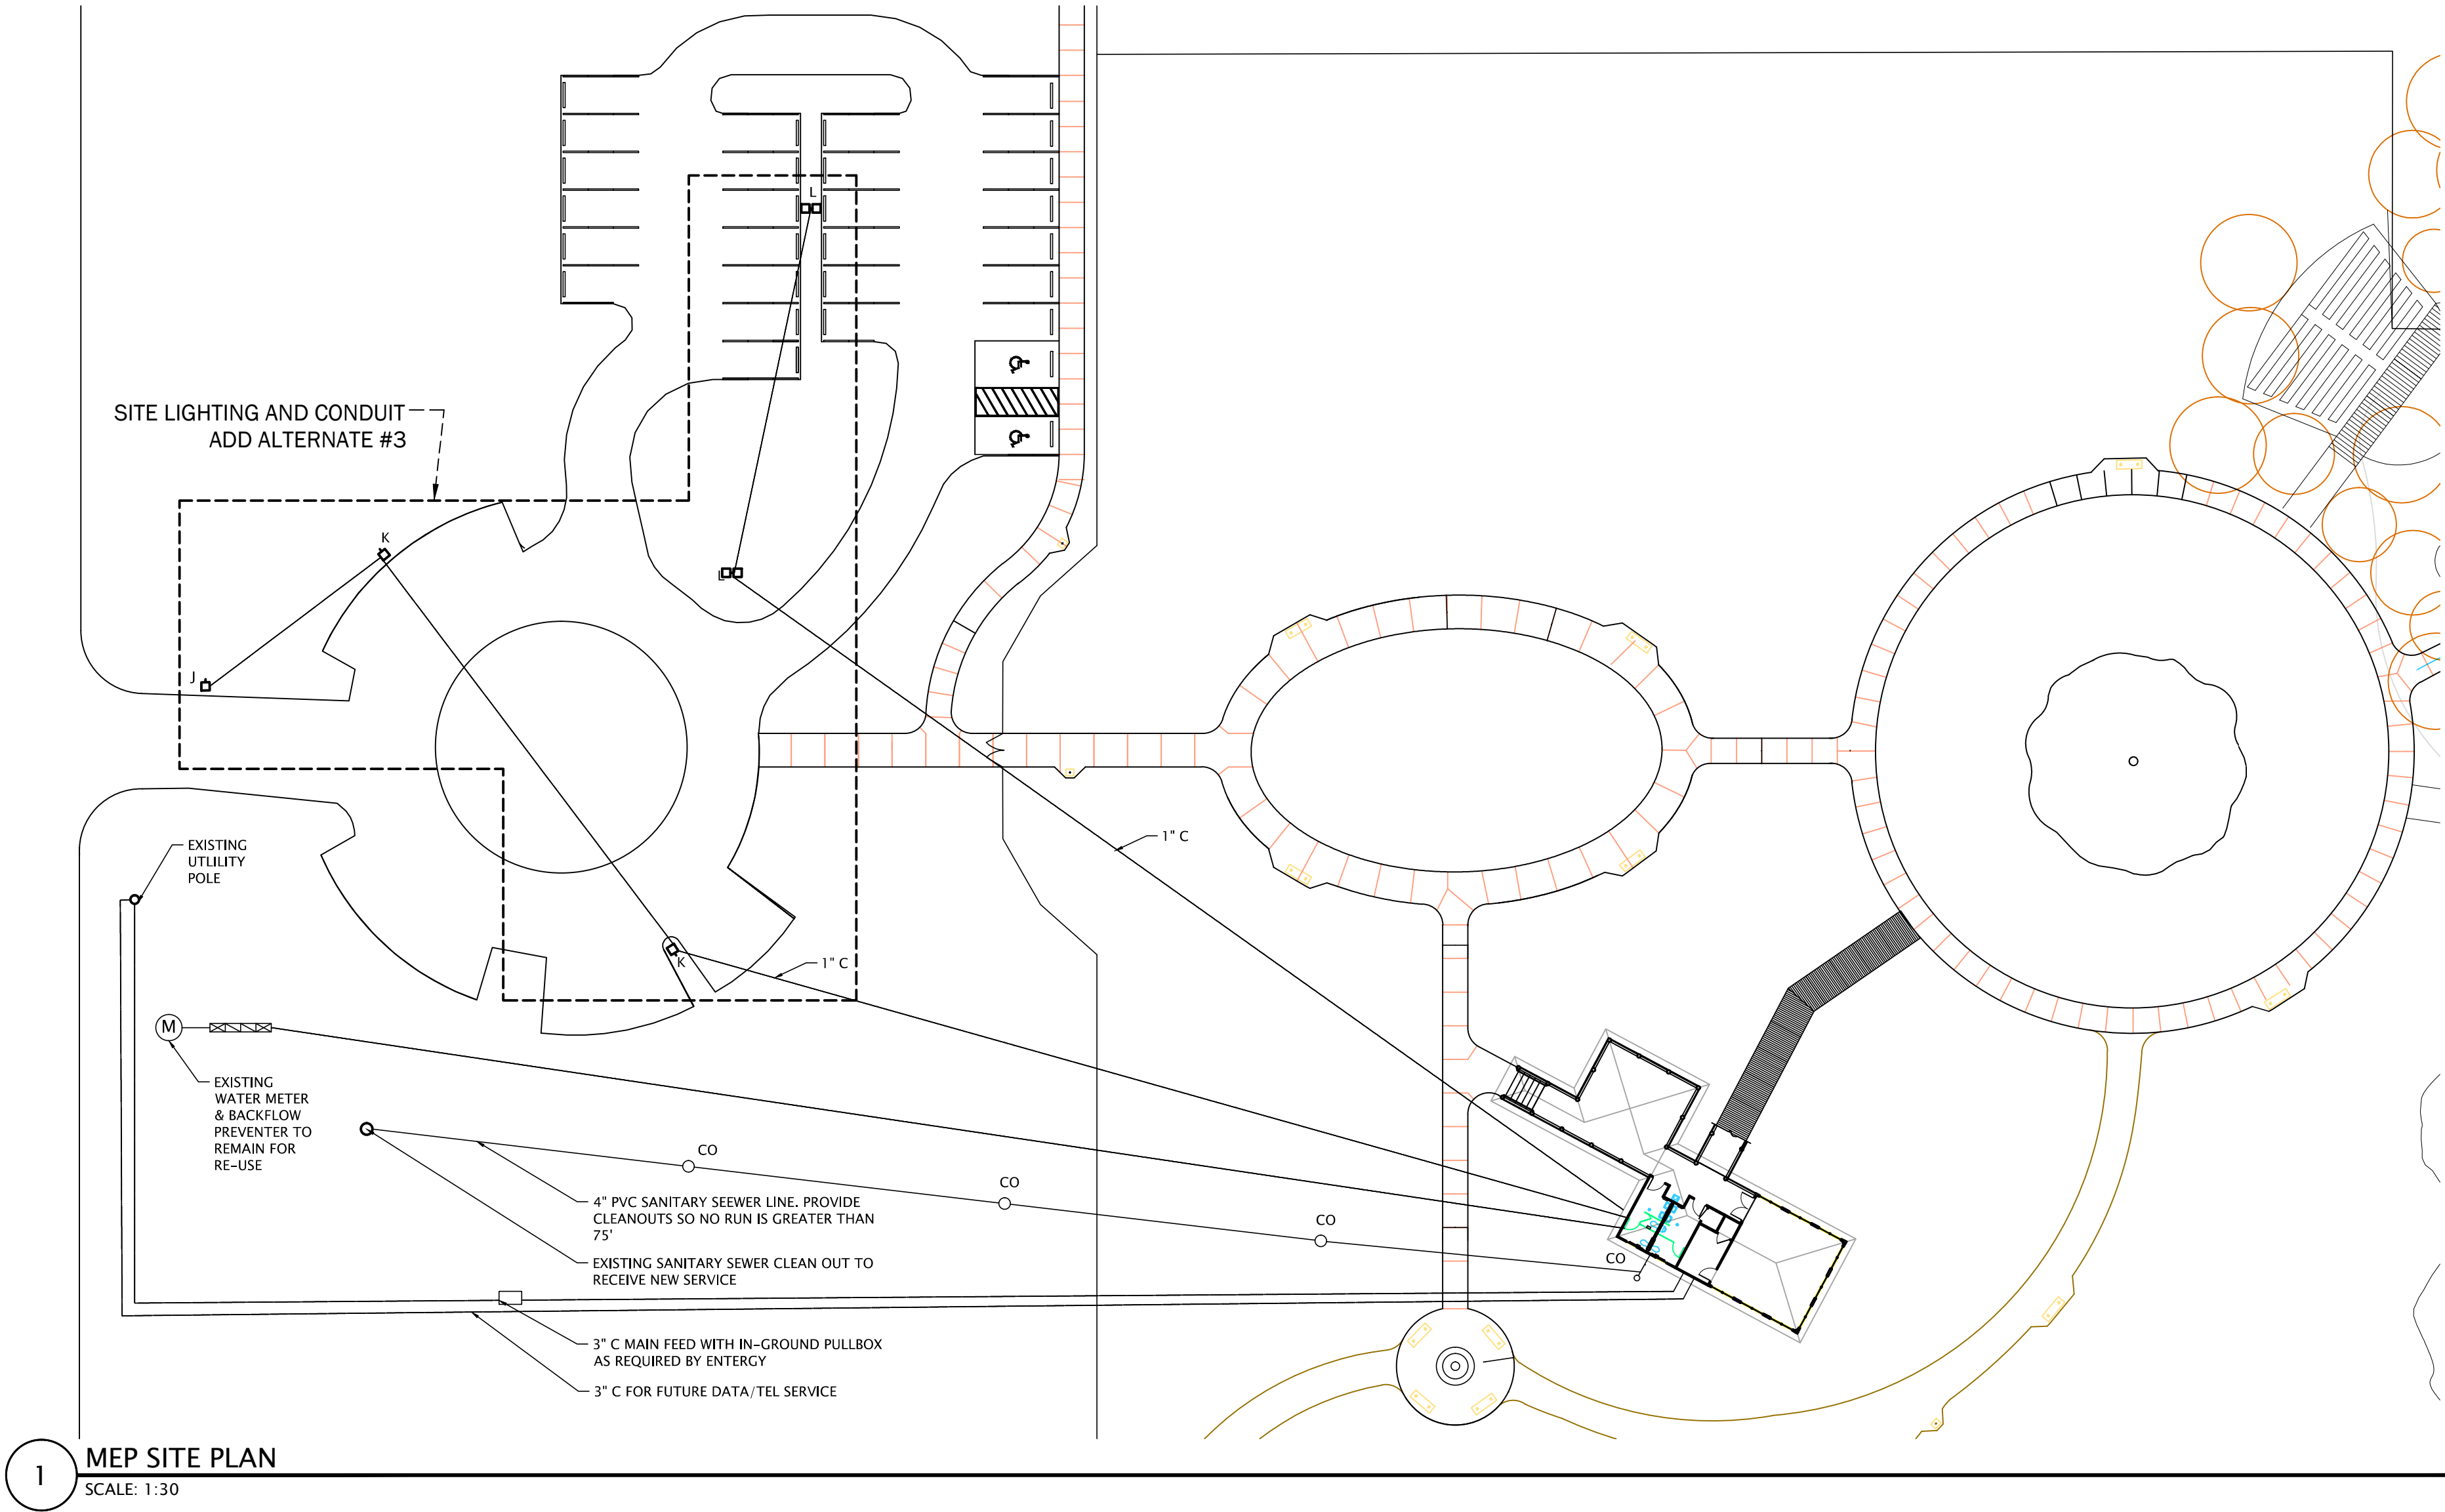 L
SITE LIGHTING AND CONDUIT
ADD ALTERNATE #3
K
L
J
1" C
EXISTING
UTLILITY
POLE
K
1" C
M
EXISTING
WATER METER
& BACKFLOW
PREVENTER TO
REMAIN FOR
RE-USE
CO
CO
CO
CO
4" PVC SANITARY SEEWER LINE. PROVIDE
CLEANOUTS SO NO RUN IS GREATER THAN
75'
EXISTING SANITARY SEWER CLEAN OUT TO
RECEIVE NEW SERVICE
3" C MAIN FEED WITH IN-GROUND PULLBOX
AS REQUIRED BY ENTERGY
3" C FOR FUTURE DATA/TEL SERVICE
1
MEP SITE PLAN
SCALE: 1:30